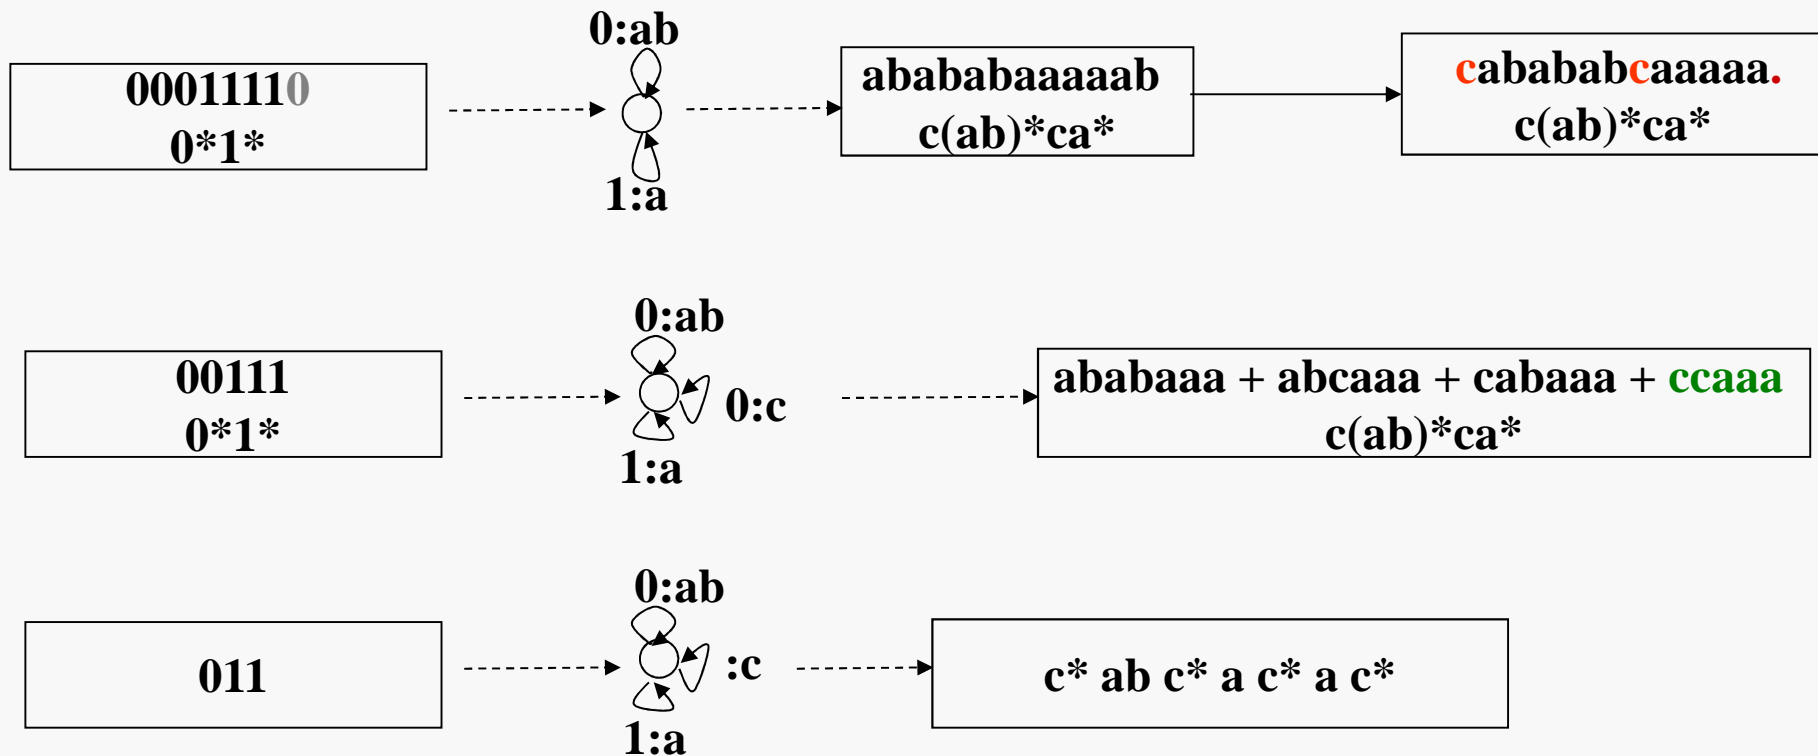 0:ab
00011110
0*1*
1:a
abababaaaaab
c(ab)*ca*
cabababcaaaaa.
c(ab)*ca*
0:ab
00111
0*1*
0:c
1:a
ababaaa + abcaaa + cabaaa + ccaaa
c(ab)*ca*
0:ab
011
:c
1:a
c* ab c* a c* a c*